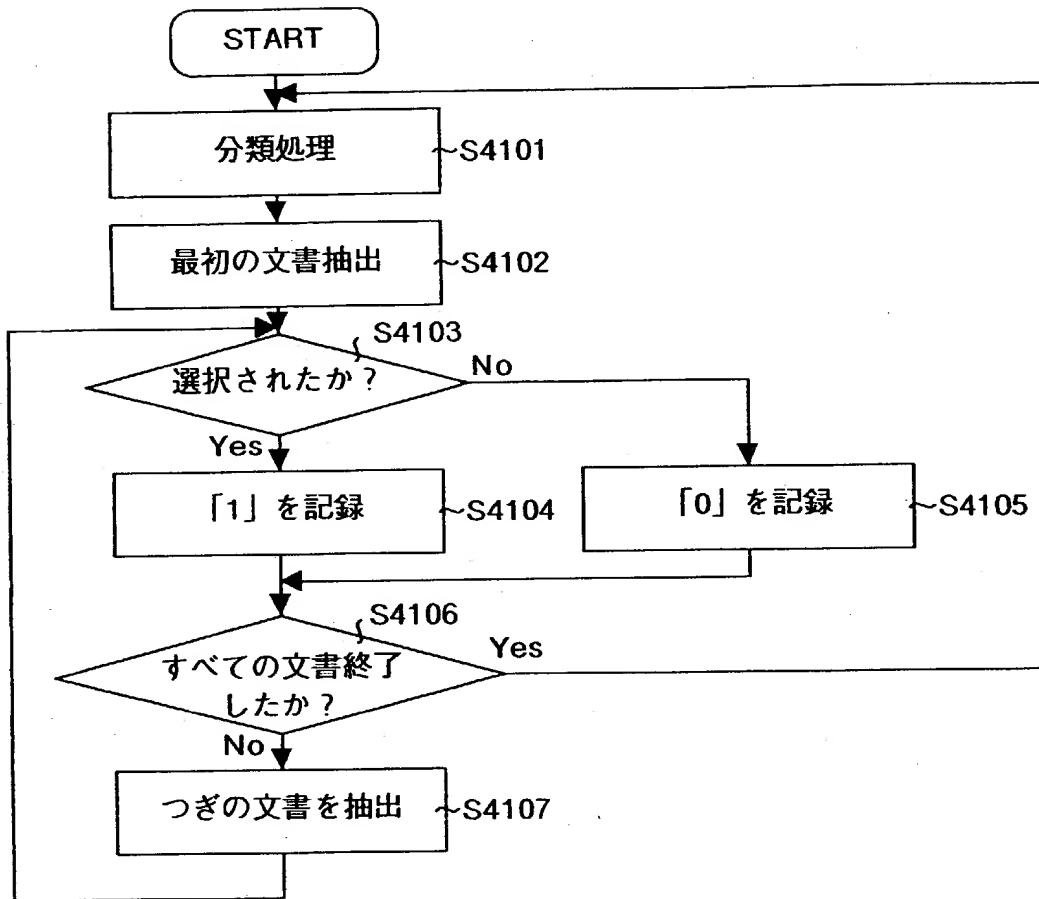 START
分類処理
~S4101
最初の文書抽出
~S4102
S4103
選択されたか?
No
Yes
「1」を記録
~S4104
「0」を記録
~S4105
S4106
すべての文書終了
したか?
Yes
No
つぎの文書を抽出
~S4107